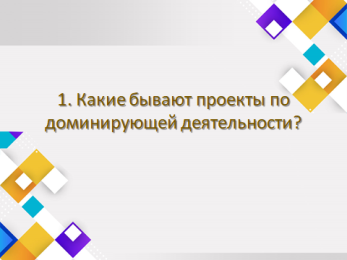 1. Какие бывают проекты по
доминирующей деятельности?